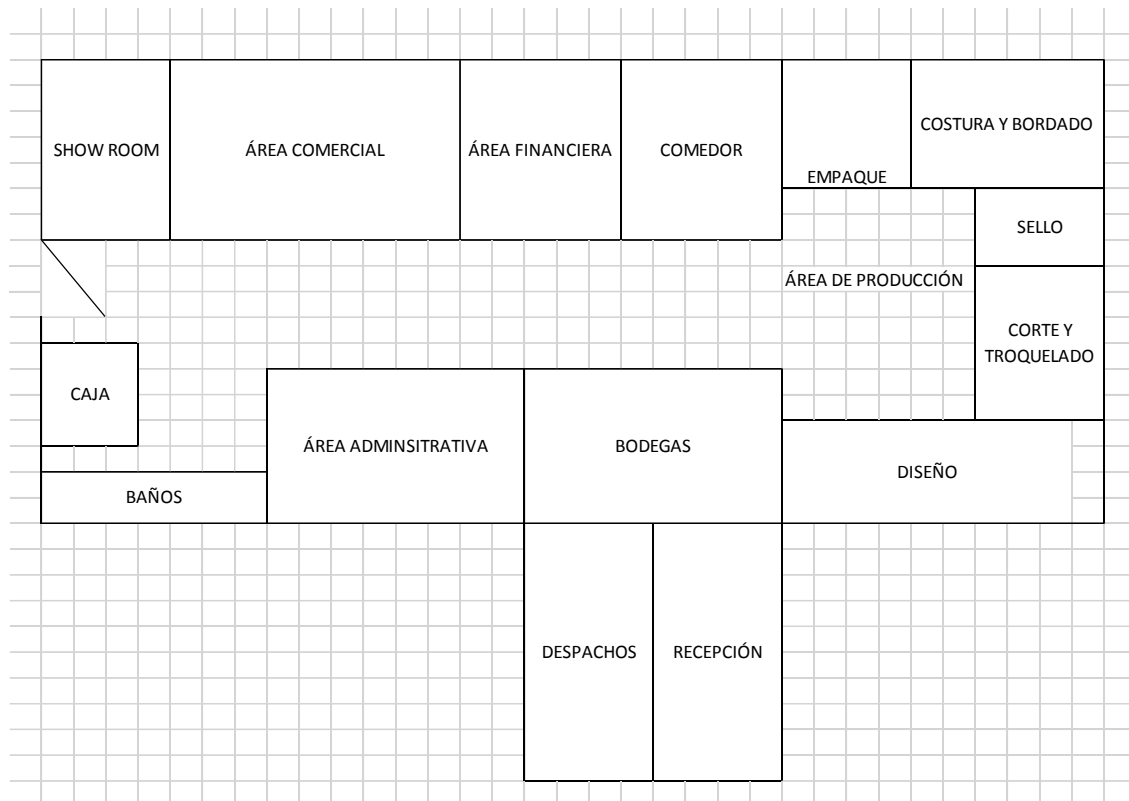 COSTURA Y BORDADO
SHOW ROOM
ÁREA COMERCIAL
ÁREA FINANCIERA
COMEDOR
EMPAQUE
SELLO
ÁREA DE PRODUCCIÓN
CORTE Y
TROQUELADO
CAJA
ÁREA ADMINSITRATIVA
BODEGAS
DISEÑO
BAÑOS
DESPACHOS
RECEPCIÓN